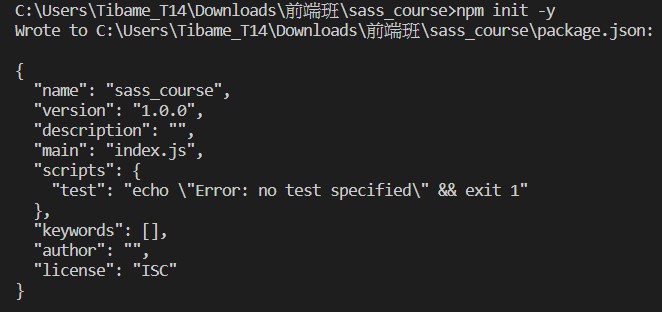 C:\Users\Tibame_T14\Downloads\前端班\sass_course>npm init -y
Wrote to C:\Users\Tibame_T14\Downloads\前端班\sass_course\package.json:

{
  "name": "sass_course",
  "version": "1.0.0",
  "description": "",
  "main": "index.js",
  "scripts": {
    "test": "echo \"Error: no test specified\" && exit 1"
  },
  "keywords": [],
  "author": "",
  "license": "ISC"
}